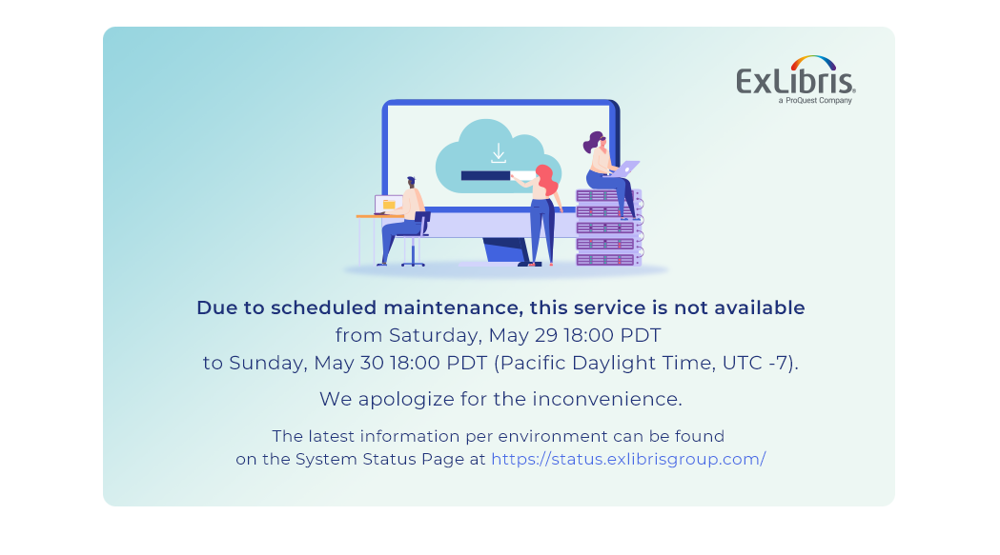 ExLibris®
a ProQuest Company
Due to scheduled maintenance, this service is not available
from Saturday, May 29 18:00 PDT
to Sunday, May 30 18:00 PDT (Pacific Daylight Time, UTC -7).
We apologize for the inconvenience.
The latest information per environment can be found
on the System Status Page at https://status.exlibrisgroup.com/